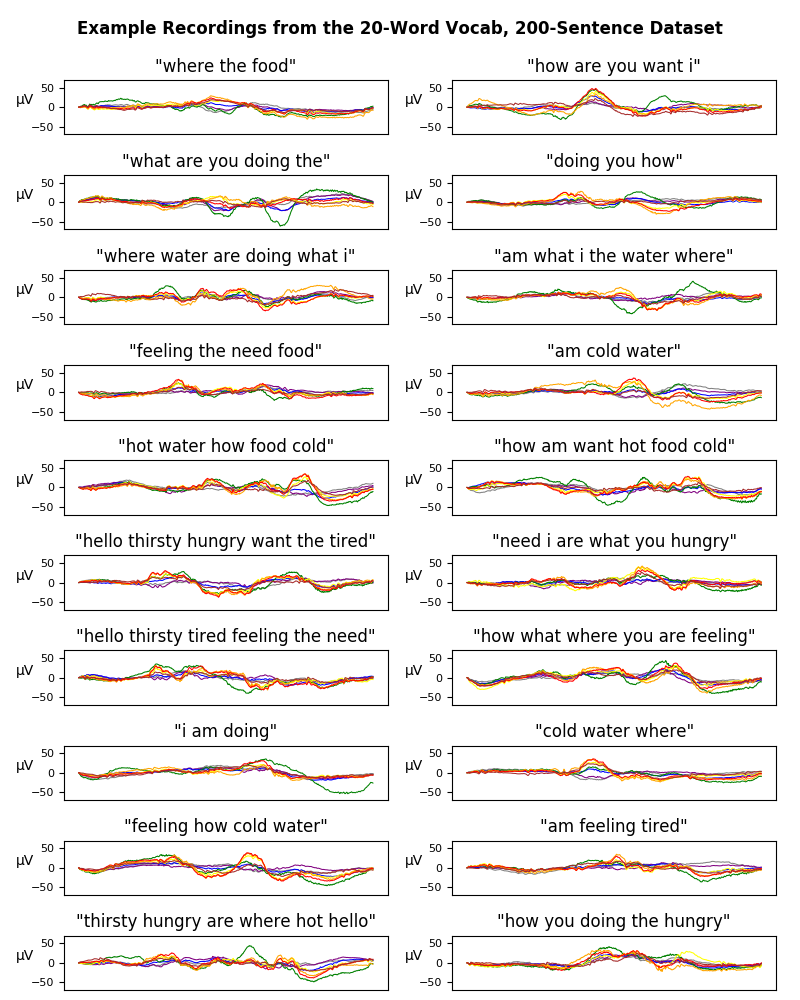 Example Recordings from the 20-Word Vocab, 200-Sentence Dataset
"where the food"
50
μV 0
−50
"how are you want i"
50
μV 0
−50
"what are you doing the"
50
μV 0
−50
"doing you how"
50
μV 0
−50
"where water are doing what i"
50
μV 0
−50
"am what i the water where"
50
μV 0
−50
"feeling the need food"
50
μV 0
−50
"am cold water"
50
μV 0
−50
"hot water how food cold"
50
μV 0
−50
"how am want hot food cold"
50
μV 0
−50
"hello thirsty hungry want the tired"
50
μV 0
−50
"need i are what you hungry"
50
μV 0
−50
"hello thirsty tired feeling the need"
50
μV 0
−50
"how what where you are feeling"
50
μV 0
−50
"i am doing"
50
μV 0
−50
"cold water where"
50
μV 0
−50
"feeling how cold water"
50
μV 0
−50
"am feeling tired"
50
μV 0
−50
"thirsty hungry are where hot hello"
50
μV 0
−50
"how you doing the hungry"
50
μV 0
−50